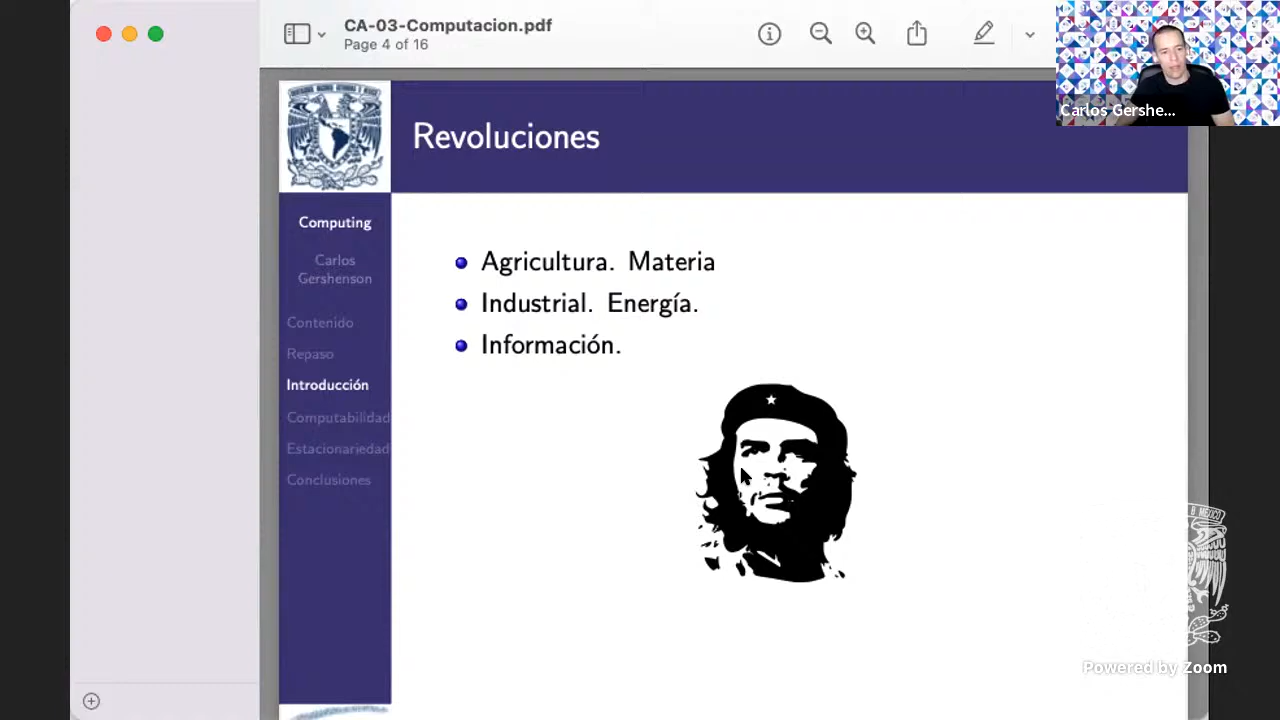 CA-03-Computacion.pdf
Page 4 of 16
Carlos Gershe...
Revoluciones
Computing
Carlos
Gershenson
Contenido
Repaso
Introducción
Computabilidad
Estacionariedad
Conclusiones
Agricultura. Materia
Industrial. Energía.
Información.
Powered by Zoom